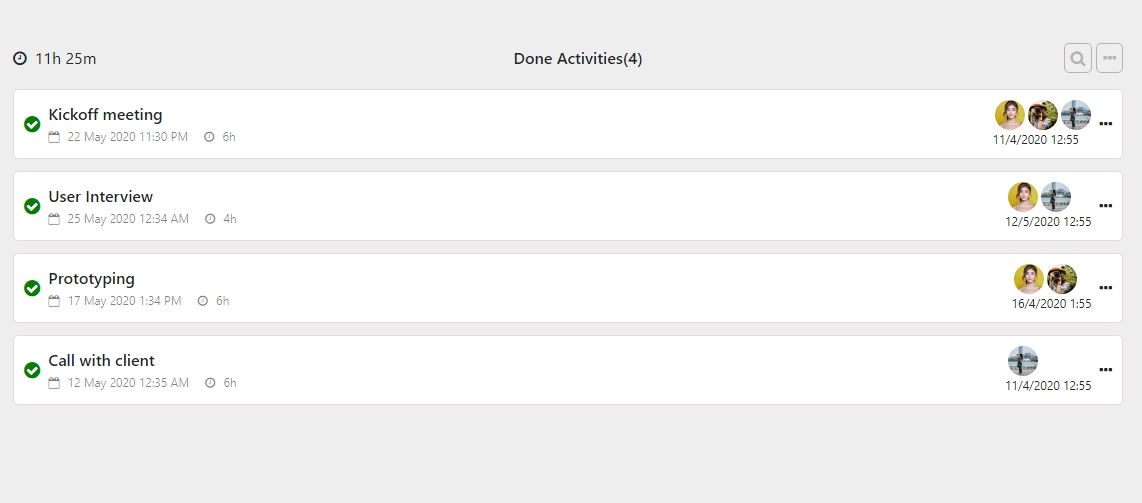 11h 25m
Done Activities(4)
Kickoff meeting
22 May 2020 11:30 PM 6h
11/4/2020 12:55
User Interview
25 May 2020 12:34 AM 4h
12/5/2020 12:55
Prototyping
17 May 2020 1:34 PM 6h
16/4/2020 1:55
Call with client
12 May 2020 12:35 AM 6h
11/4/2020 12:55